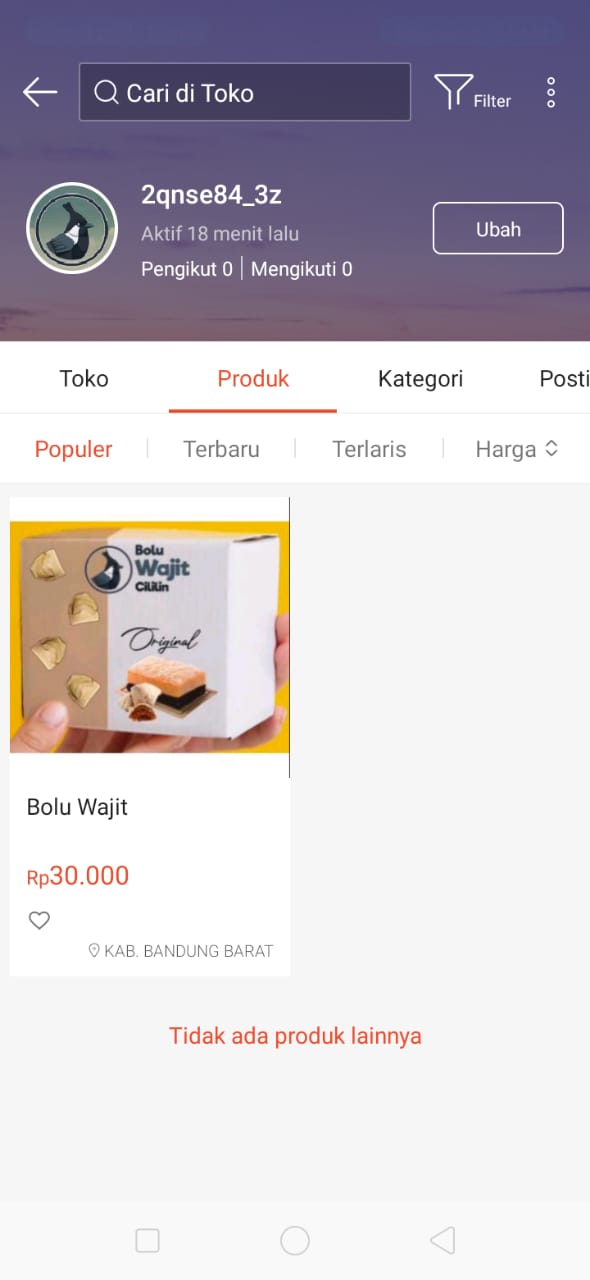 Cari di Toko
Filter
2qnse84_3z
Aktif 18 menit lalu
Pengikut 0 | Mengikuti 0
Ubah
Toko Produk Kategori Posti
Populer Terbaru Terlaris Harga
Bolu
Wajit
Cililin
Original
Bolu Wajit
Rp30.000
KAB. BANDUNG BARAT
Tidak ada produk lainnya